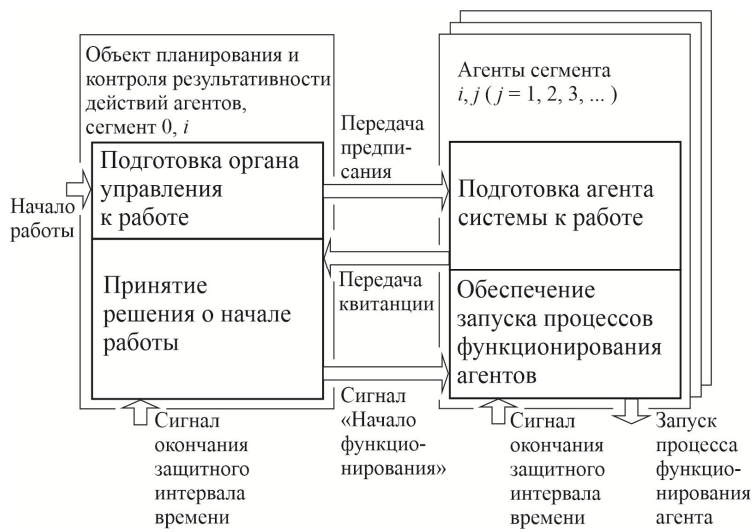 Объект планирования и
контроля результативности
действий агентов,
сегмент 0, i
Подготовка органа
управления
к работе
Начало
работы
Принятие
решения о начале
работы
Сигнал
окончания
защитного
интервала
времени
Передача
предпи-
сания
Передача
квитанции
Сигнал
«Начало
функцио-
нирования»
Агенты сегмента
i, j ( j = 1, 2, 3, ... )
Подготовка агента
системы к работе
Обеспечение
запуска процессов
функционирования
агентов
Сигнал
окончания
защитного
интервала
времени
Запуск
процесса
функцио-
нирования
агента